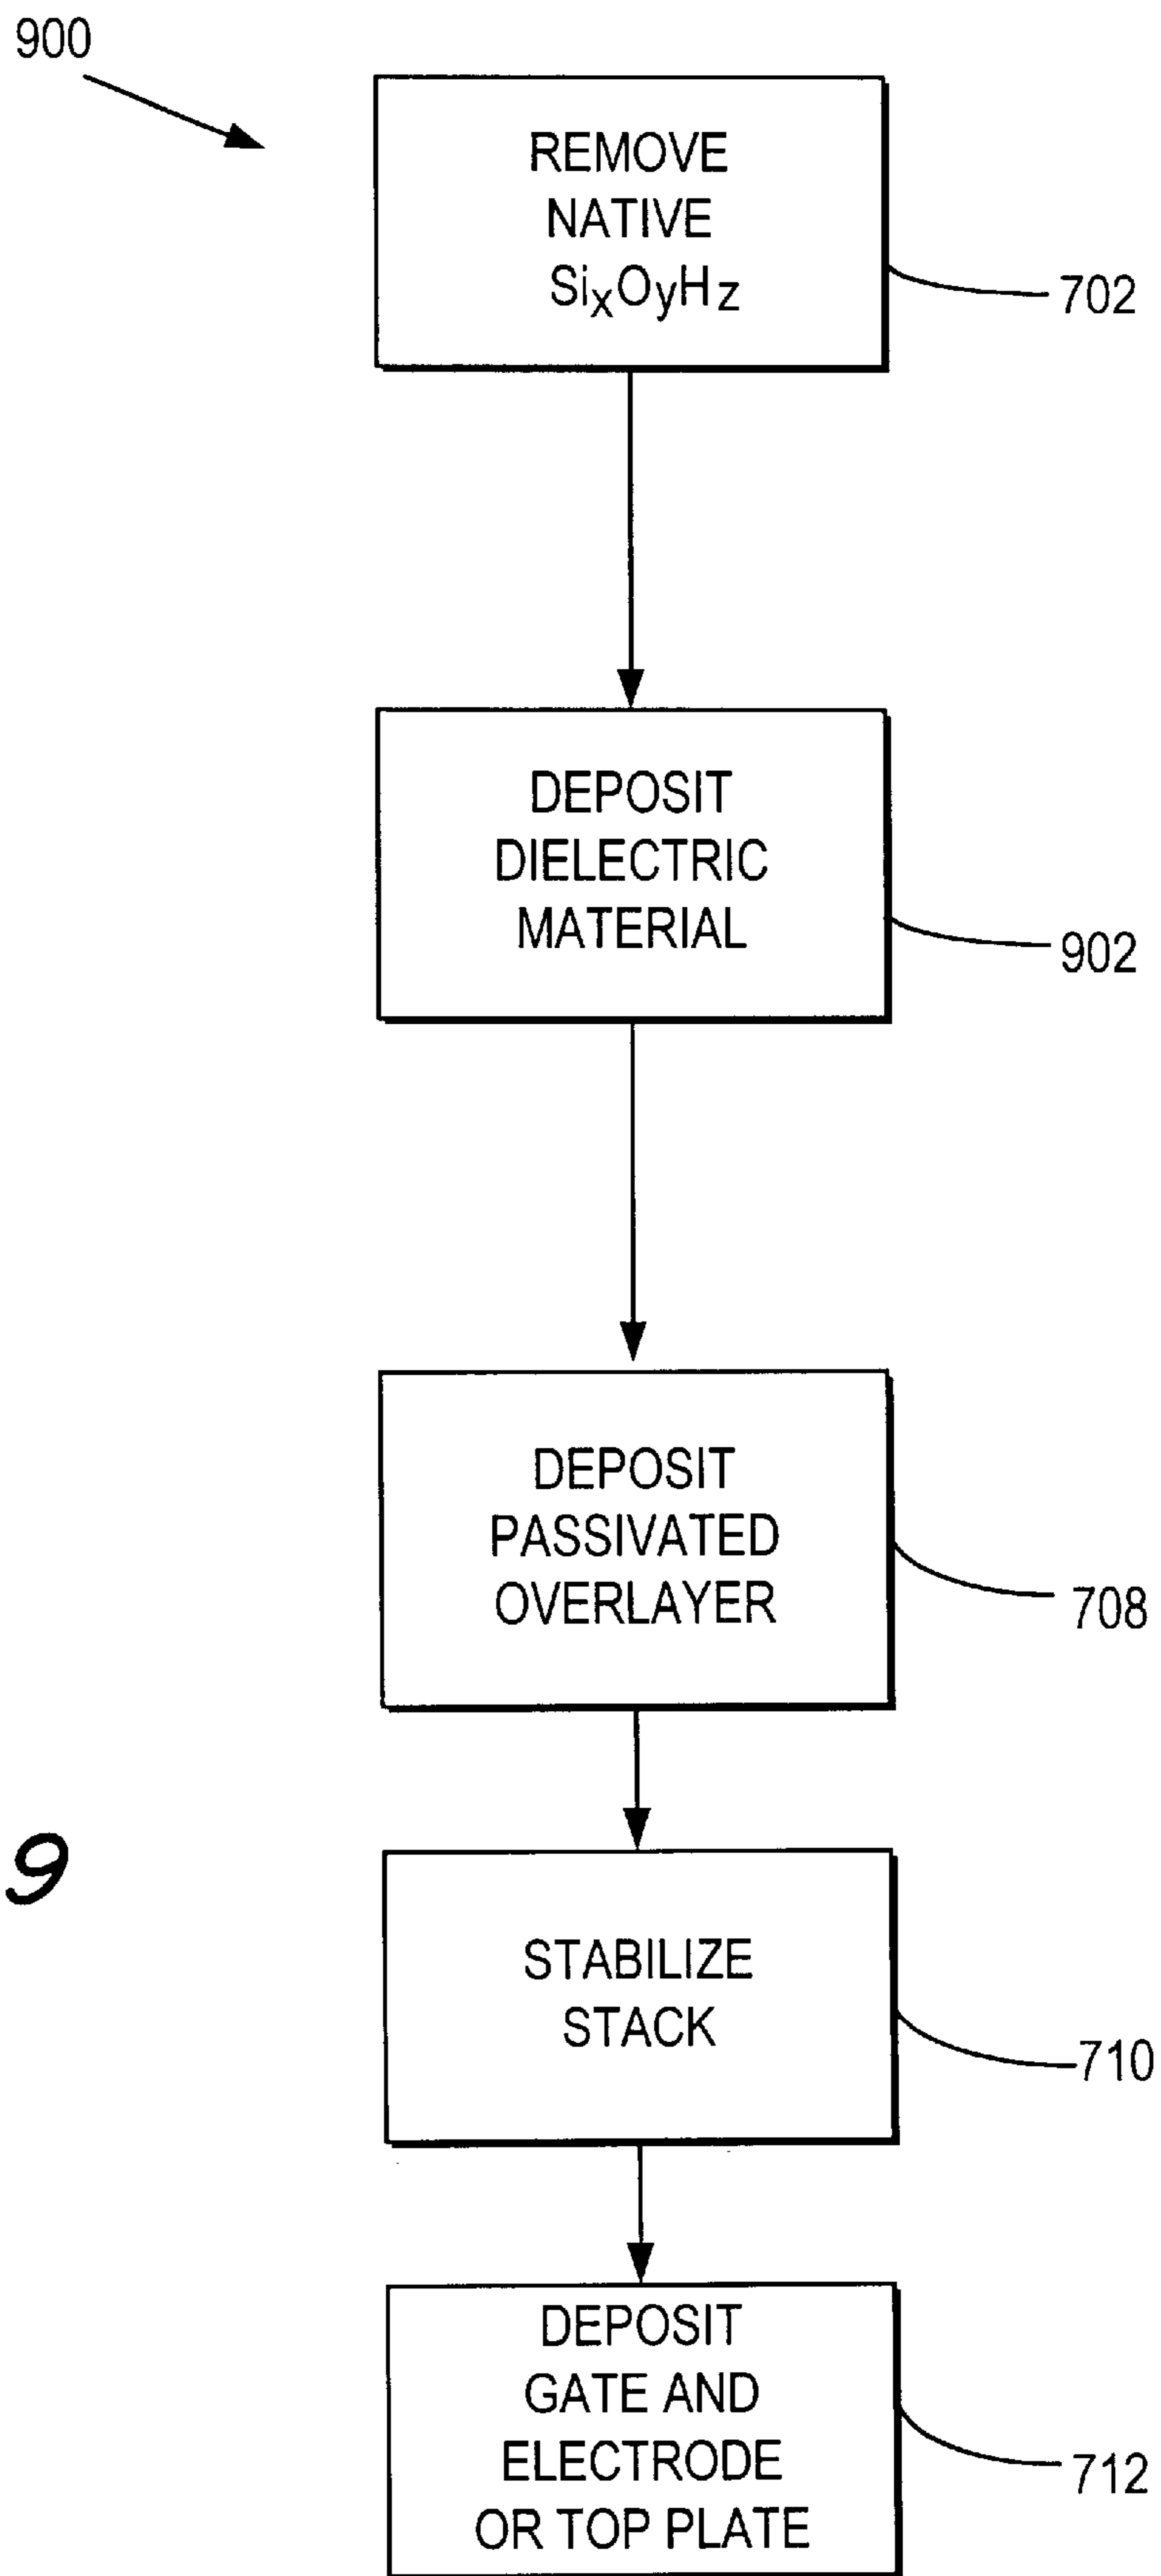 900
REMOVE
NATIVE
SiₓOyHz
702
DEPOSIT
DIELECTRIC
MATERIAL
902
DEPOSIT
PASSIVATED
OVERLAYER
708
9
STABILIZE
STACK
710
DEPOSIT
GATE AND
ELECTRODE
OR TOP PLATE
712